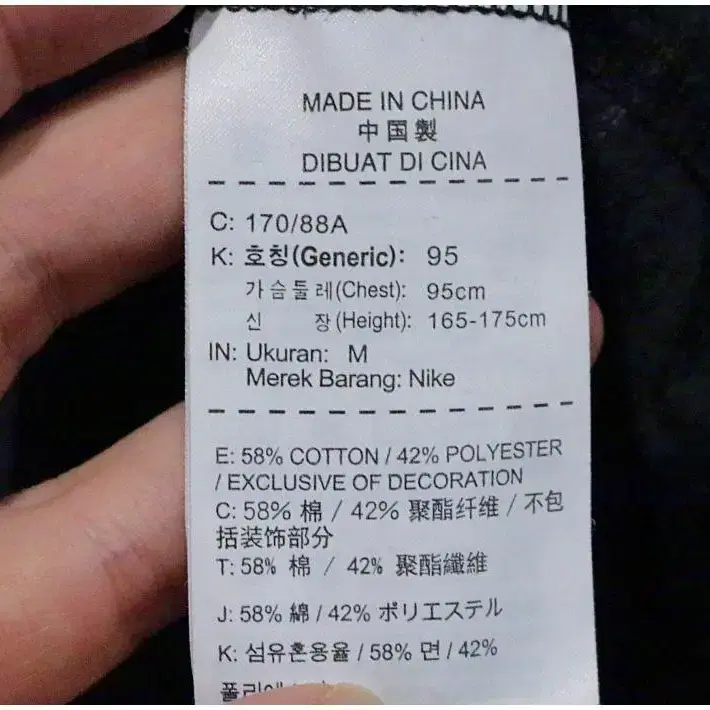 MADE IN CHINA
中国製
DIBUAT DI CINA
C: 170/88A
K: 호칭(Generic): 95
가슴둘레(Chest): 95cm
신 장(Height): 165-175cm
IN: Ukuran: M
Merek Barang: Nike
E: 58% COTTON / 42% POLYESTER
/ EXCLUSIVE OF DECORATION
C: 58% 棉 / 42% 聚酯纤维 / 不包
括装饰部分
T: 58% 棉 / 42% 聚酯纖維
J: 58% 綿 / 42% ポリエステル
K: 섬유혼용율 / 58% 면 / 42%